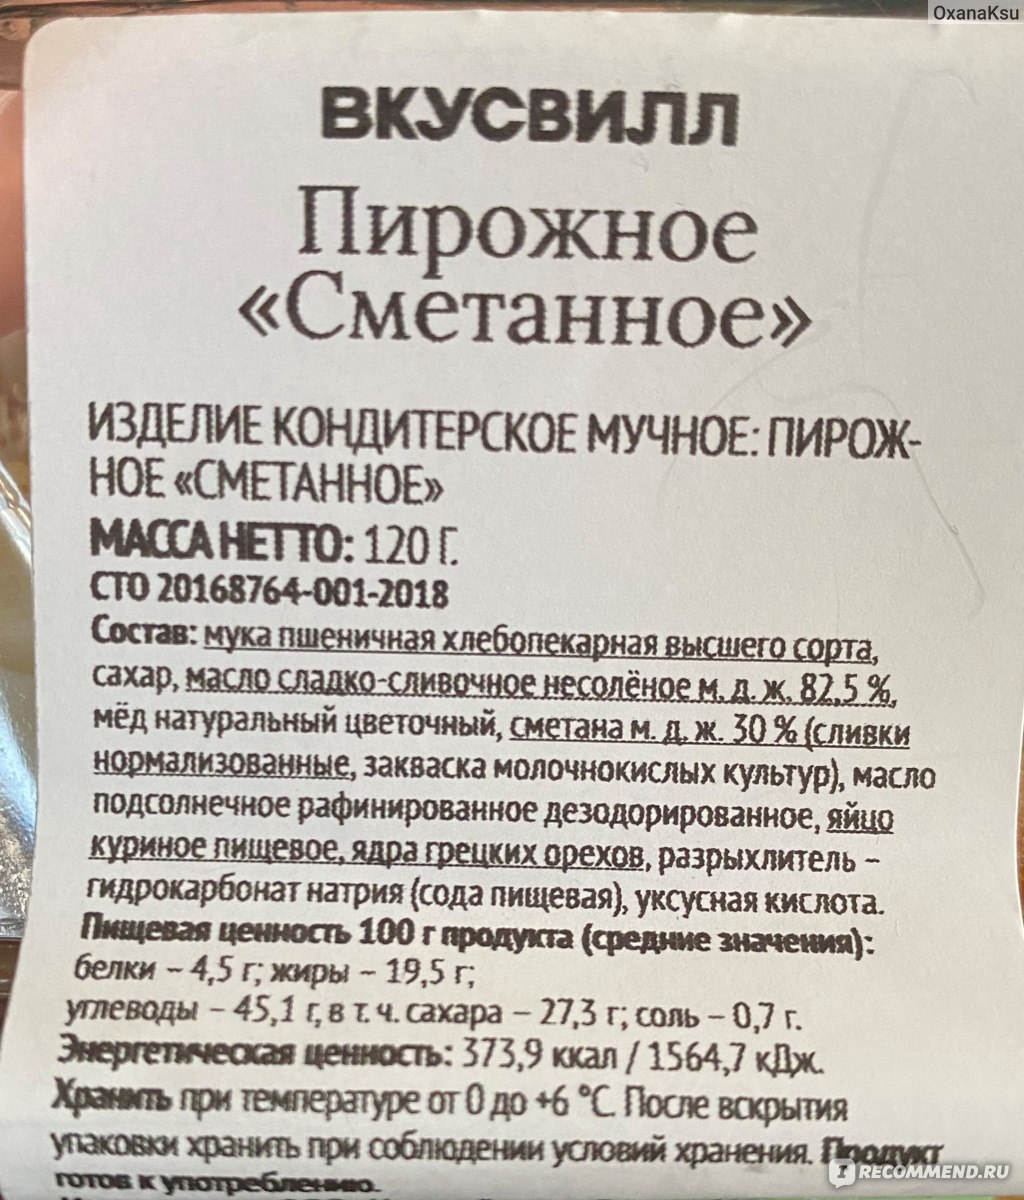 OxanaKsu
ВКУСВИЛЛ
Пирожное
«Сметанное»
ИЗДЕЛИЕ КОНДИТЕРСКОЕ МУЧНОЕ: ПИРОЖ-
НОЕ «СМЕТАННОЕ»
МАССА НЕТТО: 120 Г.
СТО 20168764-001-2018
Состав: мука пшеничная хлебопекарная высшего сорта,
сахар, масло сладко-сливочное несолёное м. д. ж. 82,5 %,
мёд натуральный цветочный, сметана м. д. ж. 30 % (сливки
нормализованные, закваска молочнокислых культур), масло
подсолнечное рафинированное дезодорированное, яйцо
куриное пищевое, ядра грецких орехов, разрыхлитель –
гидрокарбонат натрия (сода пищевая), уксусная кислота.
Пищевая ценность 100 г продукта (средние значения):
белки – 4,5 г; жиры – 19,5 г;
углеводы – 45,1 г, в т. ч. сахара – 27,3 г; соль – 0,7 г.
Энергетическая ценность: 373,9 ккал / 1564,7 кДж.
Хранить при температуре от 0 до +6 °С. После вскрытия
упаковки хранить при соблюдении условий хранения. Продукт
готов к употреблению.
RECOMMEND.RU